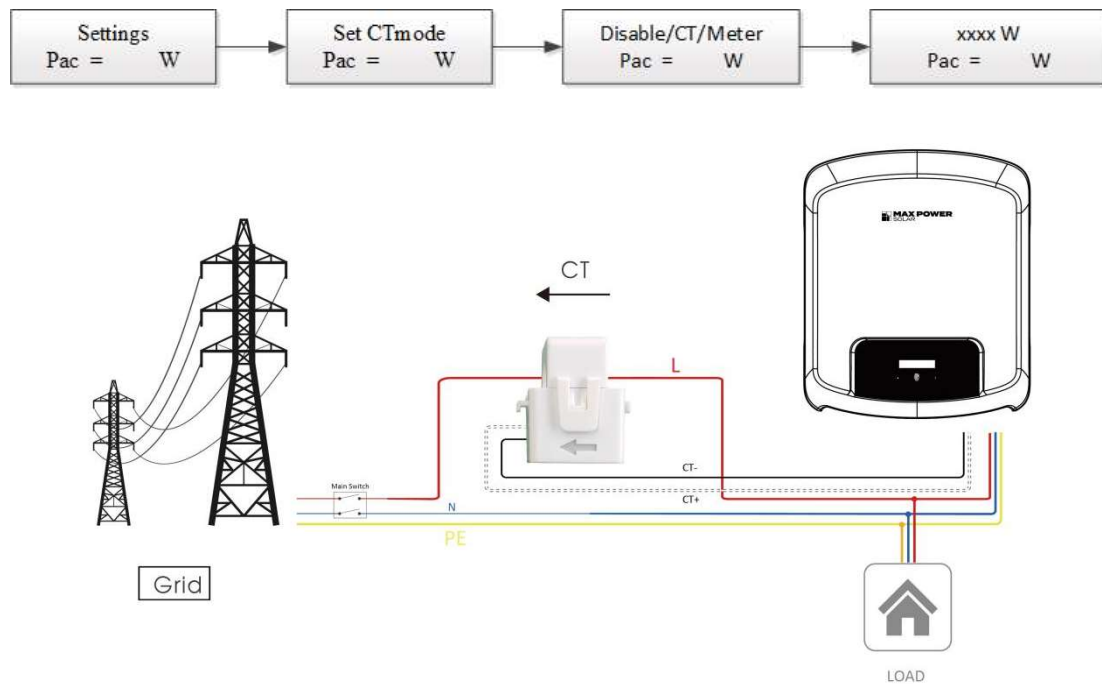 Settings
Pac = W
Set CTmode
Pac = W
Disable/CT/Meter
Pac = W
xxxx W
Pac = W
MAX POWER
SOLAR
CT
L
CT-
Main Switch
CT+
N
PE
Grid
LOAD